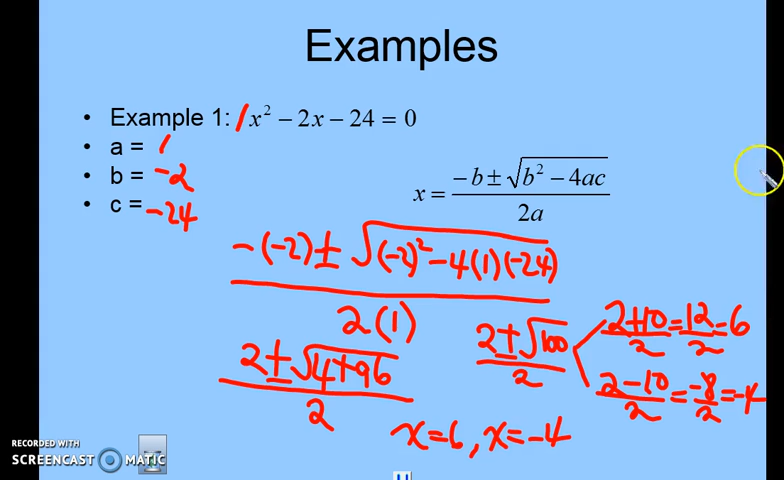 Examples
• Example 1: 1x² − 2x − 24 = 0
• a = 1
• b = -2
• c = -24
x = (−b ± √(b² − 4ac)) / 2a
(-(-2) ± √((-2)² - 4(1)(-24))) / 2(1)
(2 ± √(4+96)) / 2
(2 ± √100) / 2
(2+10)/2 = 12/2 = 6
(2-10)/2 = -8/2 = -4
x=6, x=-4
RECORDED WITH
SCREENCAST MATIC